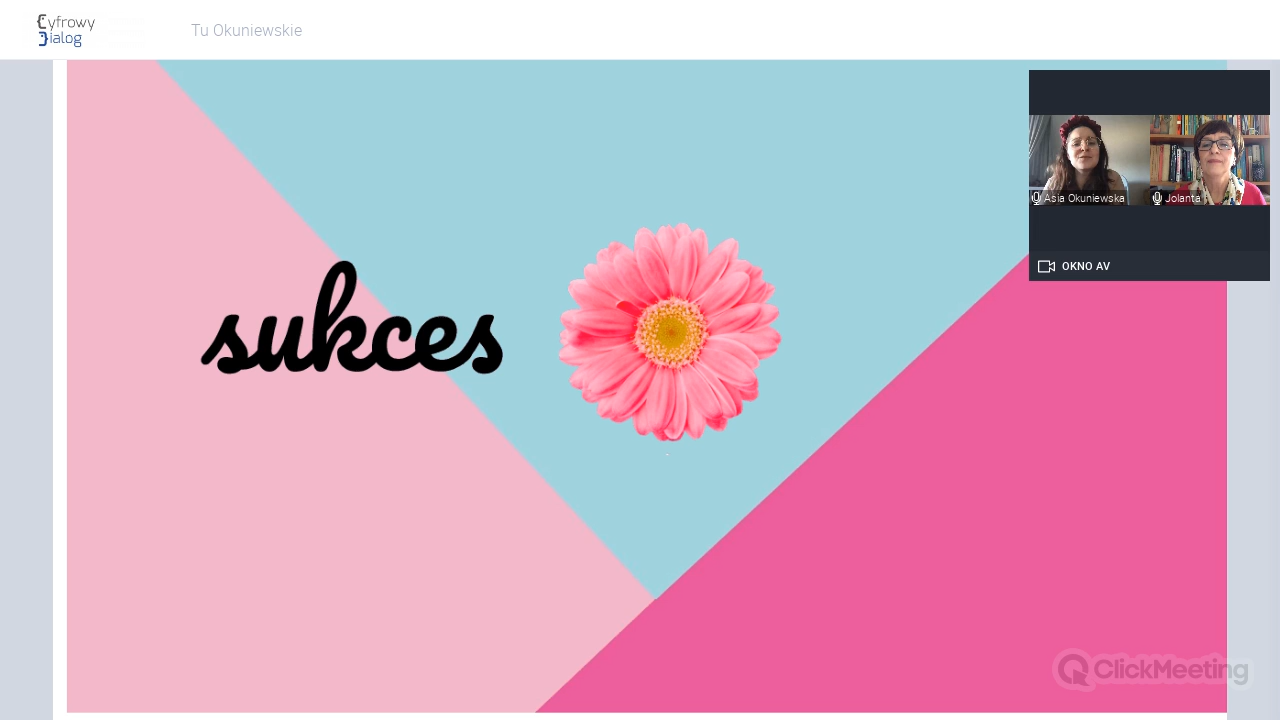 Cyfrowy
Dialog
Tu Okuniewskie
Asia Okuniewska
Jolanta
OKNO AV
sukces
ClickMeeting